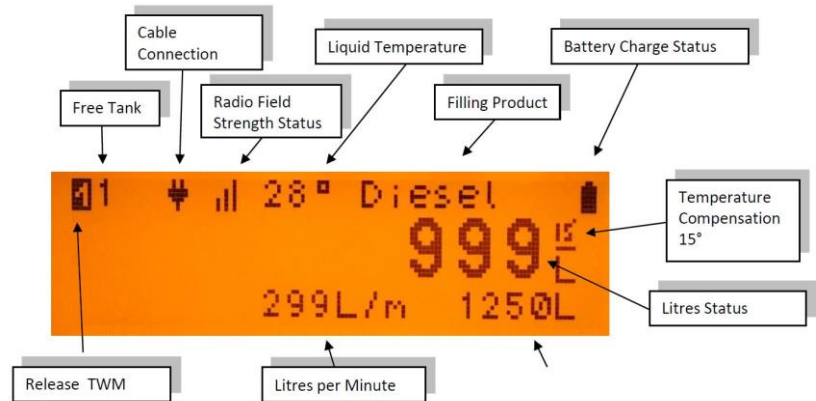 Cable
Connection
Liquid Temperature
Battery Charge Status
Free Tank
Radio Field
Strength Status
Filling Product
1 28° Diesel
999 15°
L
299L/m 1250L
Temperature
Compensation
15°
Litres Status
Release TWM
Litres per Minute